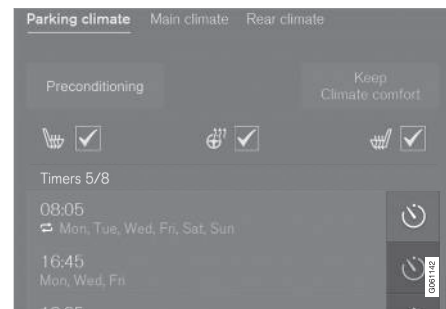 Parking climate Main climate Rear climate
Preconditioning
Keep
Climate comfort
Timers 5/8
08:05
Mon, Tue, Wed, Fri, Sat, Sun
16:45
Mon, Wed, Fri
G061142